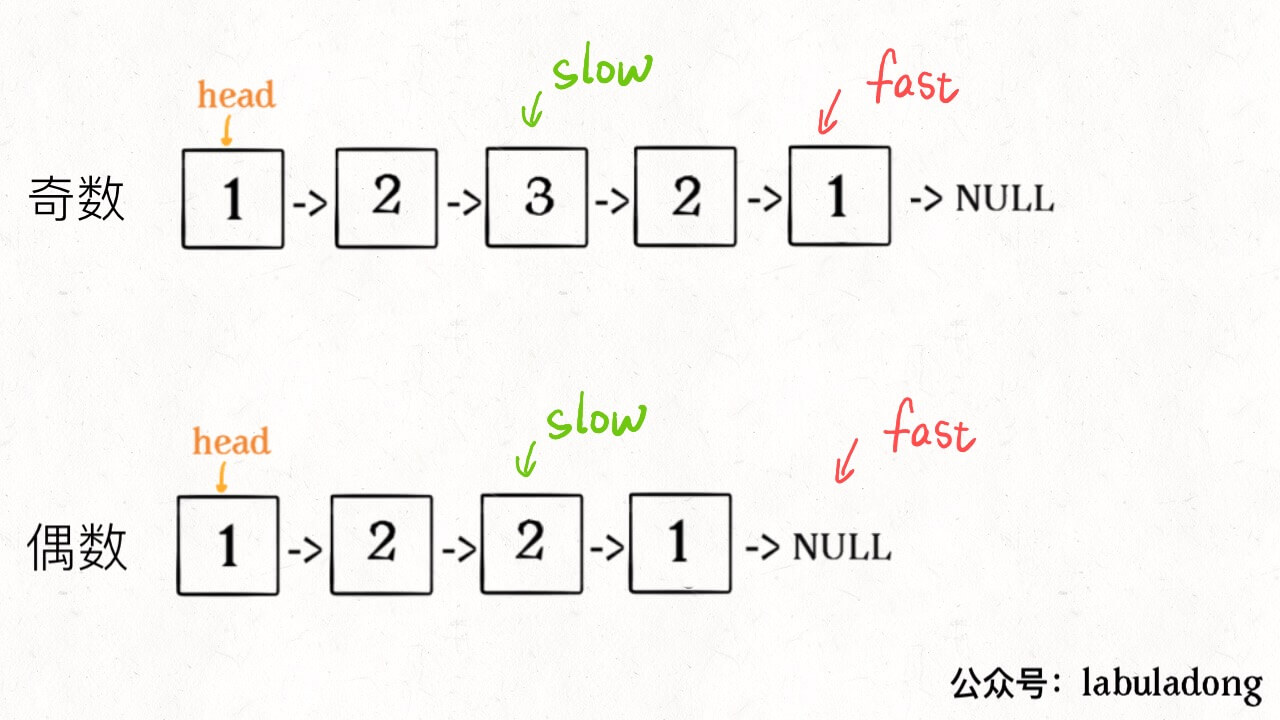 slow fast
head
奇数 1 -> 2 -> 3 -> 2 -> 1 -> NULL
slow fast
head
偶数 1 -> 2 -> 2 -> 1 -> NULL
公众号：labuladong